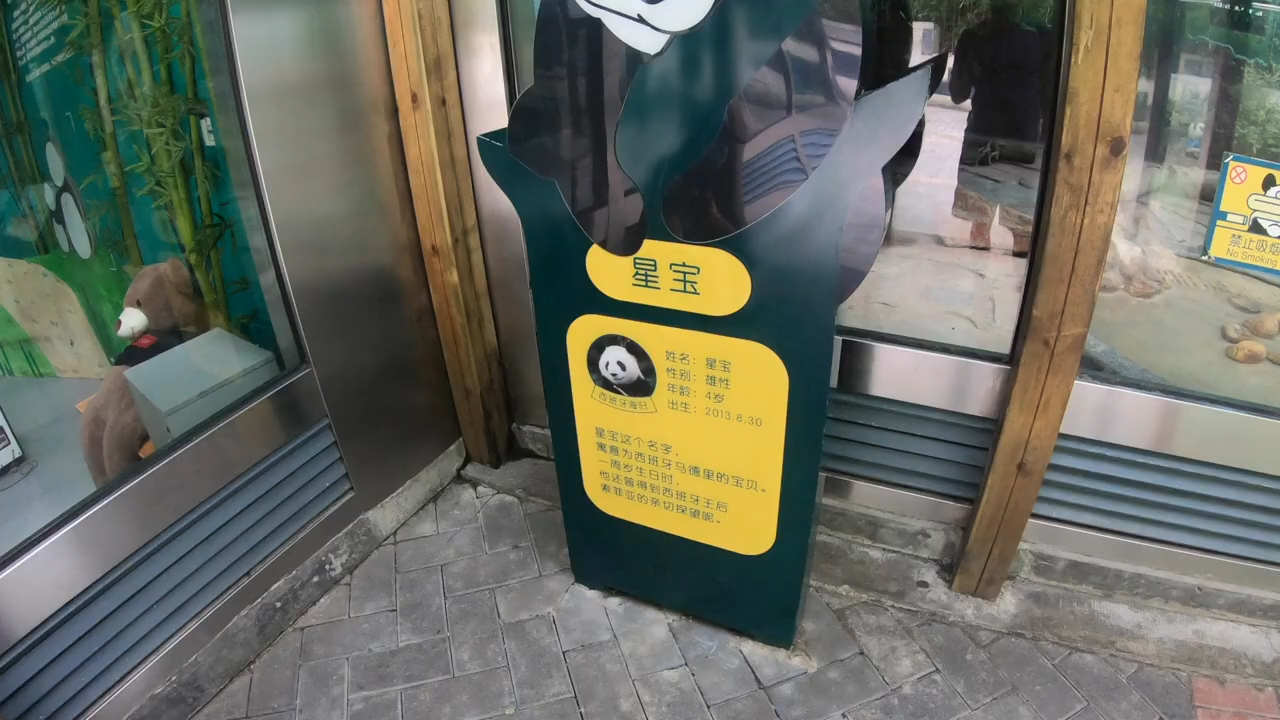 星宝
姓名：星宝
性别：雄性
年龄：4岁
出生：2013.8.30
西班牙海归
星宝这个名字，
寓意为西班牙马德里的宝贝。
一周岁生日时，
他还曾得到西班牙王后
索菲亚的亲切探望呢。
禁止吸烟
No Smoking